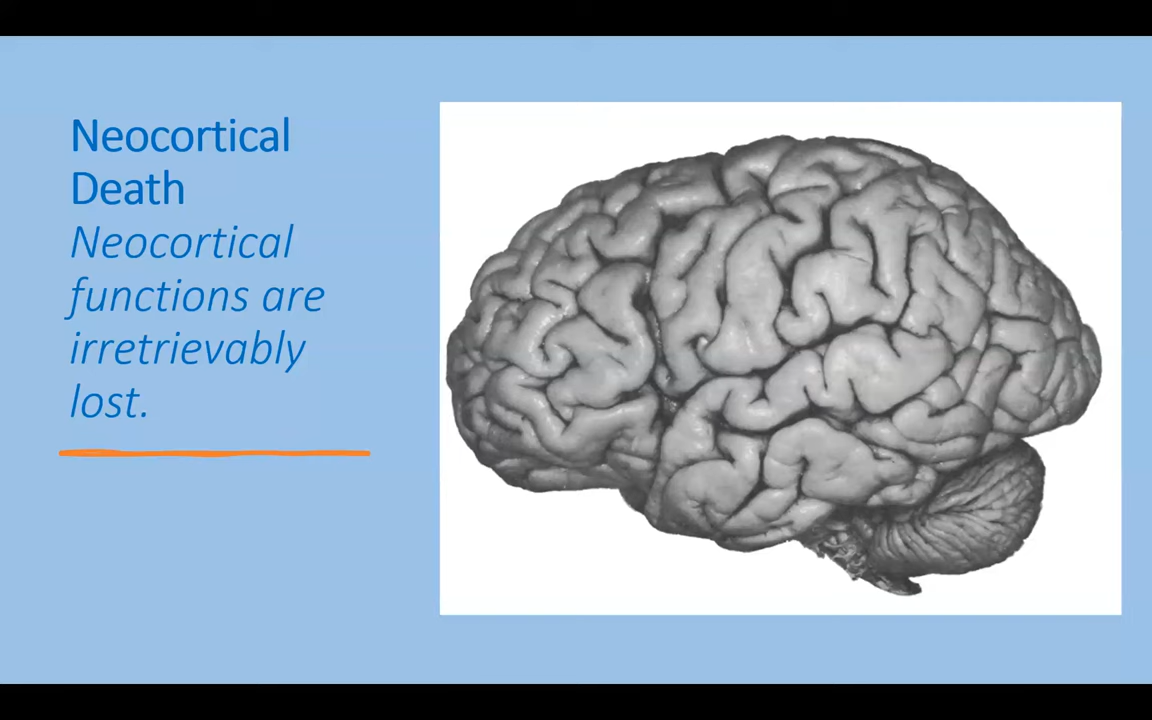 Neocortical
Death
Neocortical
functions are
irretrievably
lost.